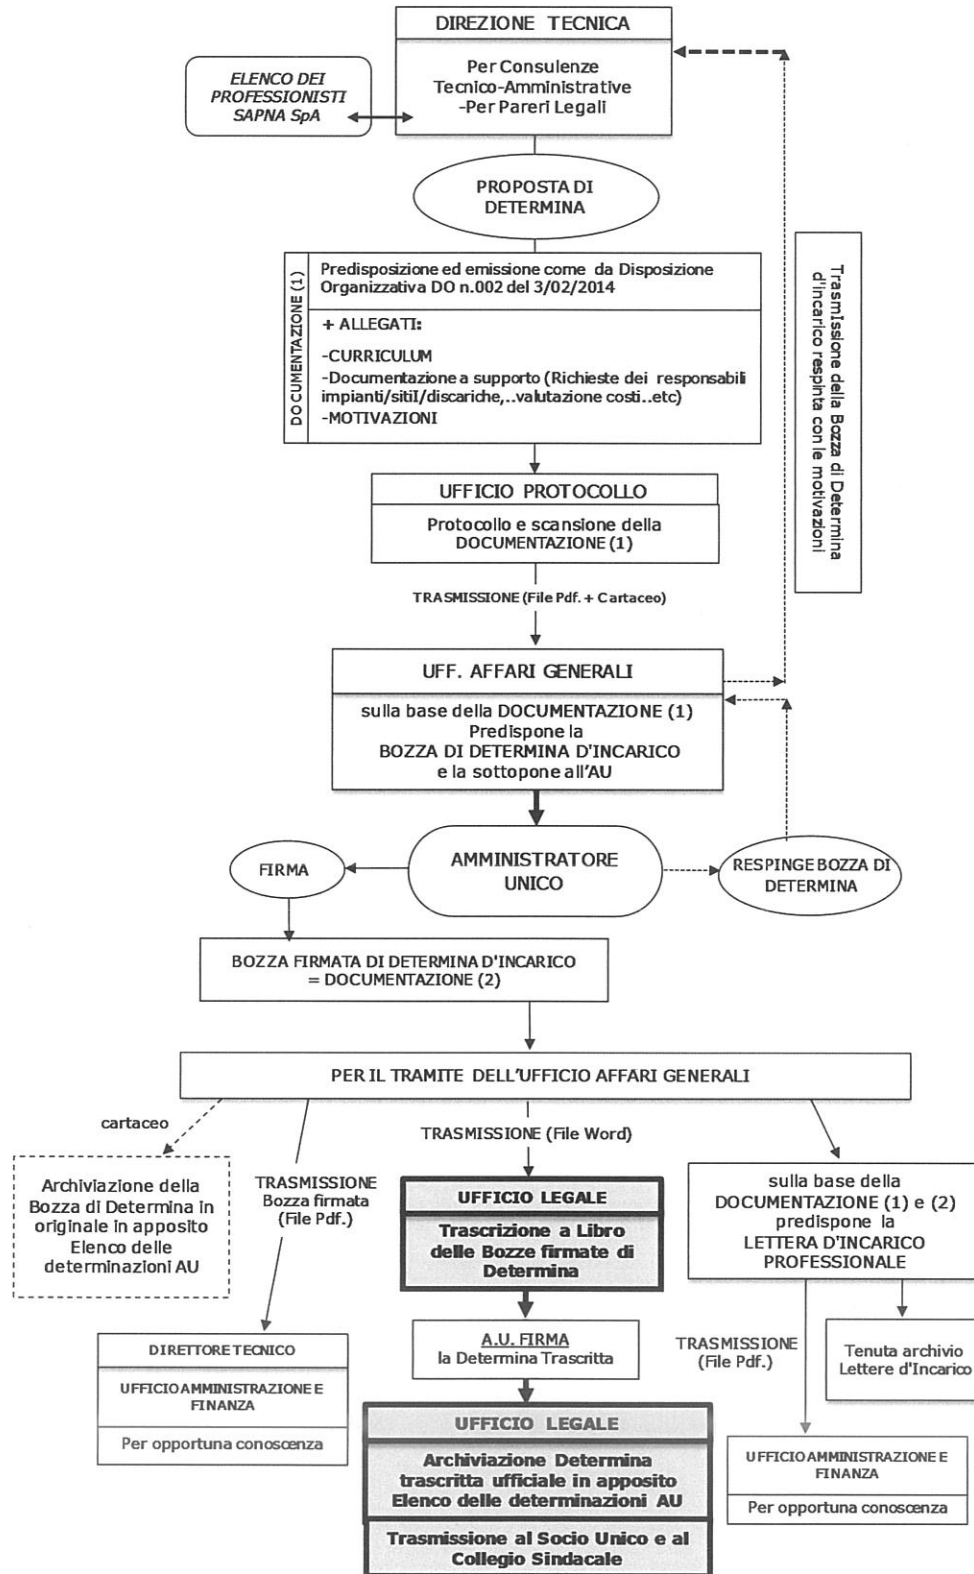 DIREZIONE TECNICA
Per Consulenze
Tecnico-Amministrative
-Per Pareri Legali
ELENCO DEI
PROFESSIONISTI
SAPNA SpA
PROPOSTA DI
DETERMINA
DOCUMENTAZIONE (1)
Predisposizione ed emissione come da Disposizione
Organizzativa DO n.002 del 3/02/2014
+ ALLEGATI:
-CURRICULUM
-Documentazione a supporto (Richieste dei responsabili
impianti/sitiI/discariche,..valutazione costi..etc)
-MOTIVAZIONI
TrasmIssione della Bozza di Determina
d'incarico respinta con le motivazioni
UFFICIO PROTOCOLLO
Protocollo e scansione della
DOCUMENTAZIONE (1)
TRASMISSIONE (File Pdf. + Cartaceo)
UFF. AFFARI GENERALI
sulla base della DOCUMENTAZIONE (1)
Predispone la
BOZZA DI DETERMINA D'INCARICO
e la sottopone all'AU
FIRMA
AMMINISTRATORE
UNICO
RESPINGE BOZZA DI
DETERMINA
BOZZA FIRMATA DI DETERMINA D'INCARICO
= DOCUMENTAZIONE (2)
PER IL TRAMITE DELL'UFFICIO AFFARI GENERALI
cartaceo
Archiviazione della
Bozza di Determina in
originale in apposito
Elenco delle
determinazioni AU
TRASMISSIONE
Bozza firmata
(File Pdf.)
DIRETTORE TECNICO
UFFICIO AMMINISTRAZIONE E
FINANZA
Per opportuna conoscenza
TRASMISSIONE (File Word)
UFFICIO LEGALE
Trascrizione a Libro
delle Bozze firmate di
Determina
A.U. FIRMA
la Determina Trascritta
UFFICIO LEGALE
Archiviazione Determina
trascritta ufficiale in apposito
Elenco delle determinazioni AU
Trasmissione al Socio Unico e al
Collegio Sindacale
sulla base della
DOCUMENTAZIONE (1) e (2)
predispone la
LETTERA D'INCARICO
PROFESSIONALE
TRASMISSIONE
(File Pdf.)
Tenuta archivio
Lettere d'Incarico
UFFICIO AMMINISTRAZIONE E
FINANZA
Per opportuna conoscenza